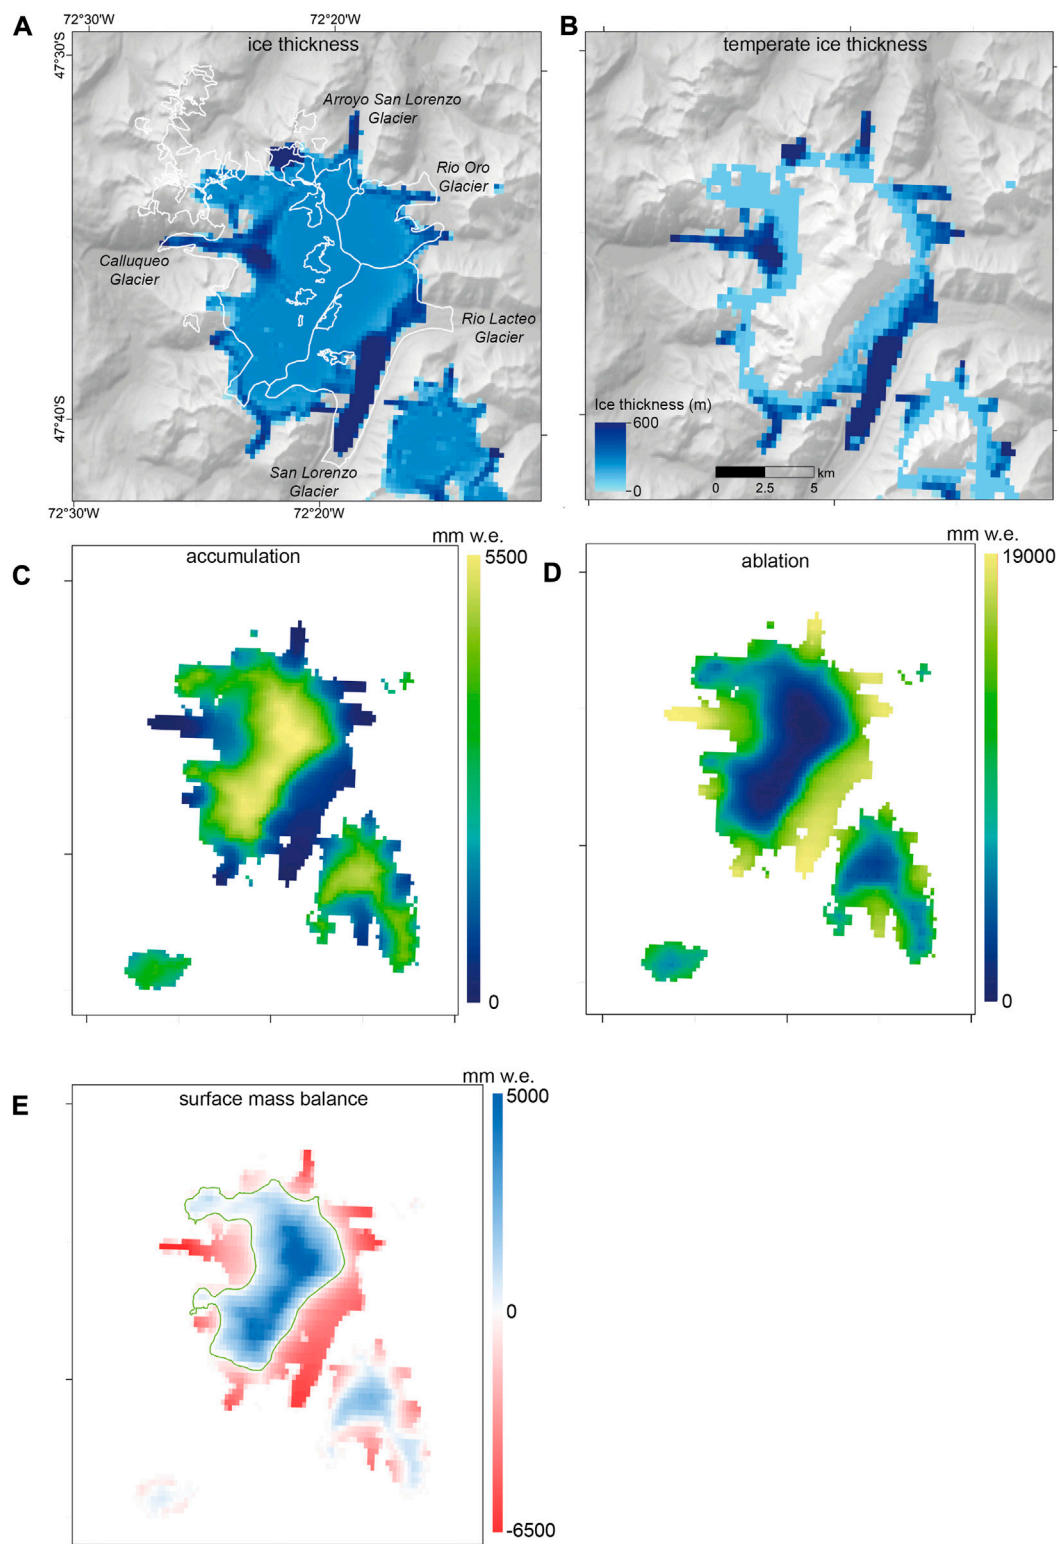 A
72°30'W
72°20'W
ice thickness
47°30'S
Arroyo San Lorenzo
Glacier
Rio Oro
Glacier
Calluqueo
Glacier
Rio Lacteo
Glacier
47°40'S
San Lorenzo
Glacier
72°30'W
72°20'W
B
temperate ice thickness
Ice thickness (m)
600
0
0
2.5
5
km
C
accumulation
mm w.e.
5500
0
D
ablation
mm w.e.
19000
0
E
surface mass balance
mm w.e.
5000
0
-6500